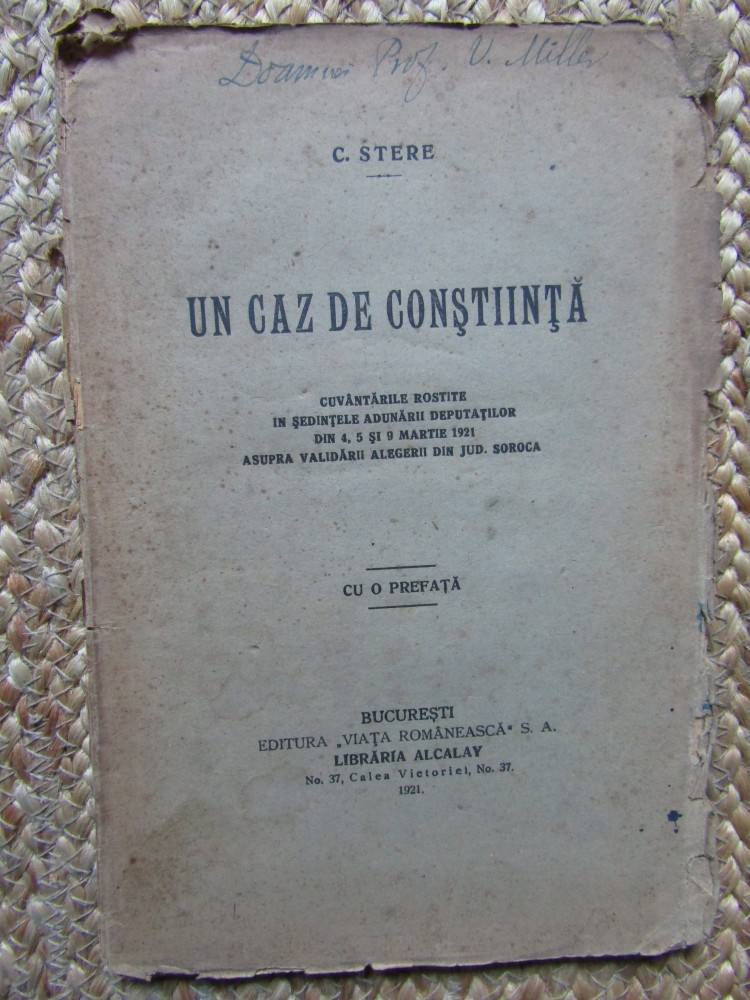 Doamnei Prof. V. Miller
C. STERE
UN CAZ DE CONŞTIINŢĂ
CUVÂNTĂRILE ROSTITE
IN ŞEDINŢELE ADUNĂRII DEPUTAŢILOR
DIN 4, 5 ŞI 9 MARTIE 1921
ASUPRA VALIDĂRII ALEGERII DIN JUD. SOROCA
CU O PREFAŢĂ
BUCUREŞTI
EDITURA „VIAŢA ROMÂNEASCĂ" S. A.
LIBRĂRIA ALCALAY
No. 37, Calea Victoriei, No. 37.
1921.